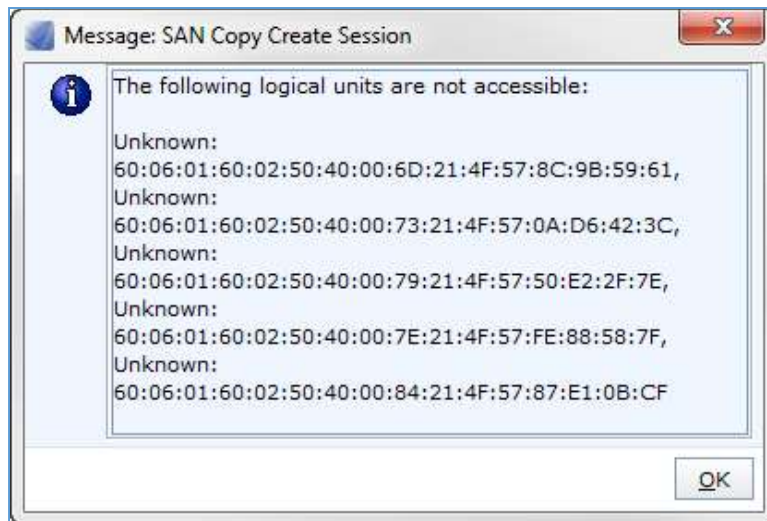 Message: SAN Copy Create Session
The following logical units are not accessible:
Unknown:
60:06:01:60:02:50:40:00:6D:21:4F:57:8C:9B:59:61,
Unknown:
60:06:01:60:02:50:40:00:73:21:4F:57:0A:D6:42:3C,
Unknown:
60:06:01:60:02:50:40:00:79:21:4F:57:50:E2:2F:7E,
Unknown:
60:06:01:60:02:50:40:00:7E:21:4F:57:FE:88:58:7F,
Unknown:
60:06:01:60:02:50:40:00:84:21:4F:57:87:E1:0B:CF
OK